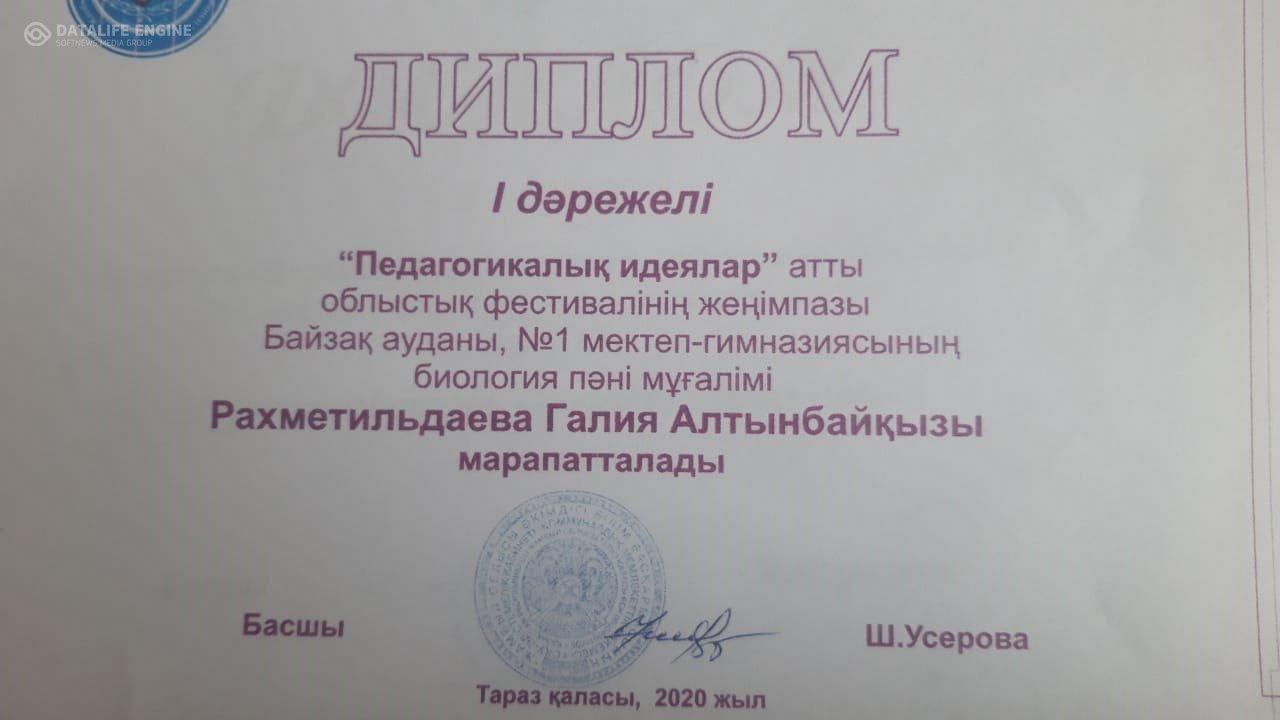 DATALIFE ENGINE
SOFTNEWS MEDIA GROUP
ДИПЛОМ
I дәрежелі
“Педагогикалық идеялар” атты
облыстық фестивалінің жеңімпазы
Байзақ ауданы, №1 мектеп-гимназиясының
биология пәні мұғалімі
Рахметильдаева Галия Алтынбайқызы
марапатталады
Басшы
Ш.Усерова
Тараз қаласы, 2020 жыл